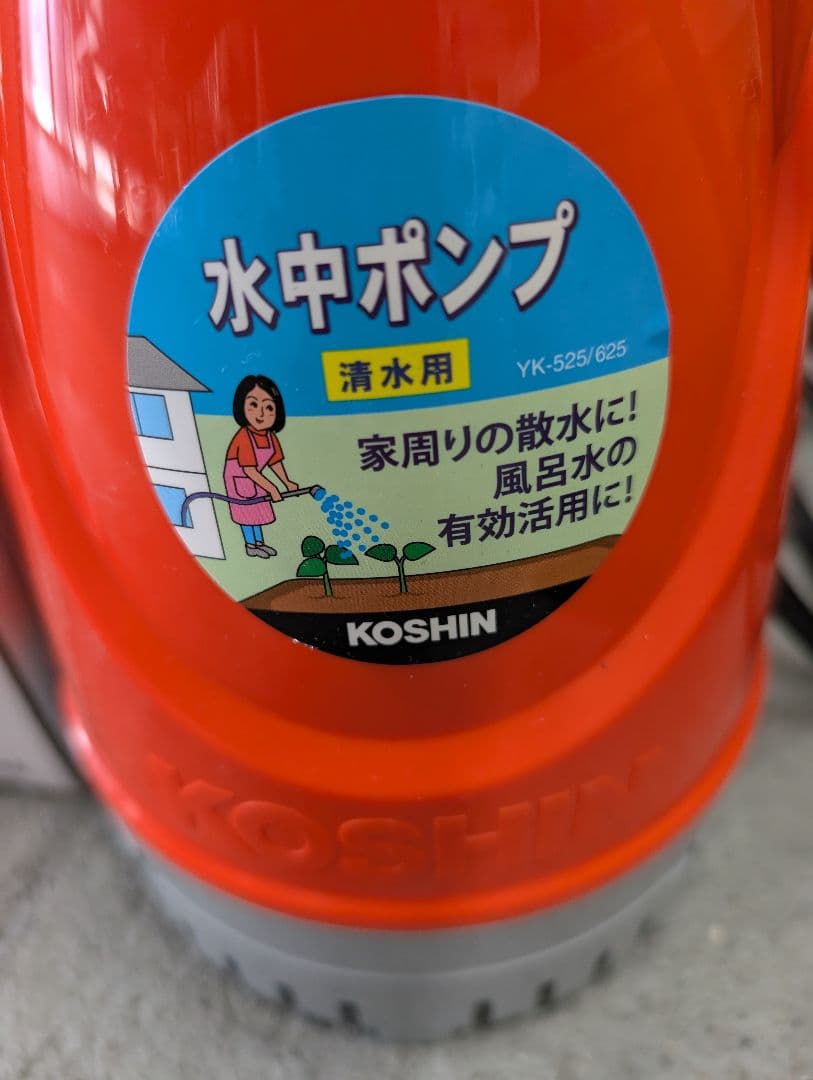 水中ポンプ
清水用
YK-525/625
家周りの散水に!
風呂水の
有効活用に!
KOSHIN
KOSHIN